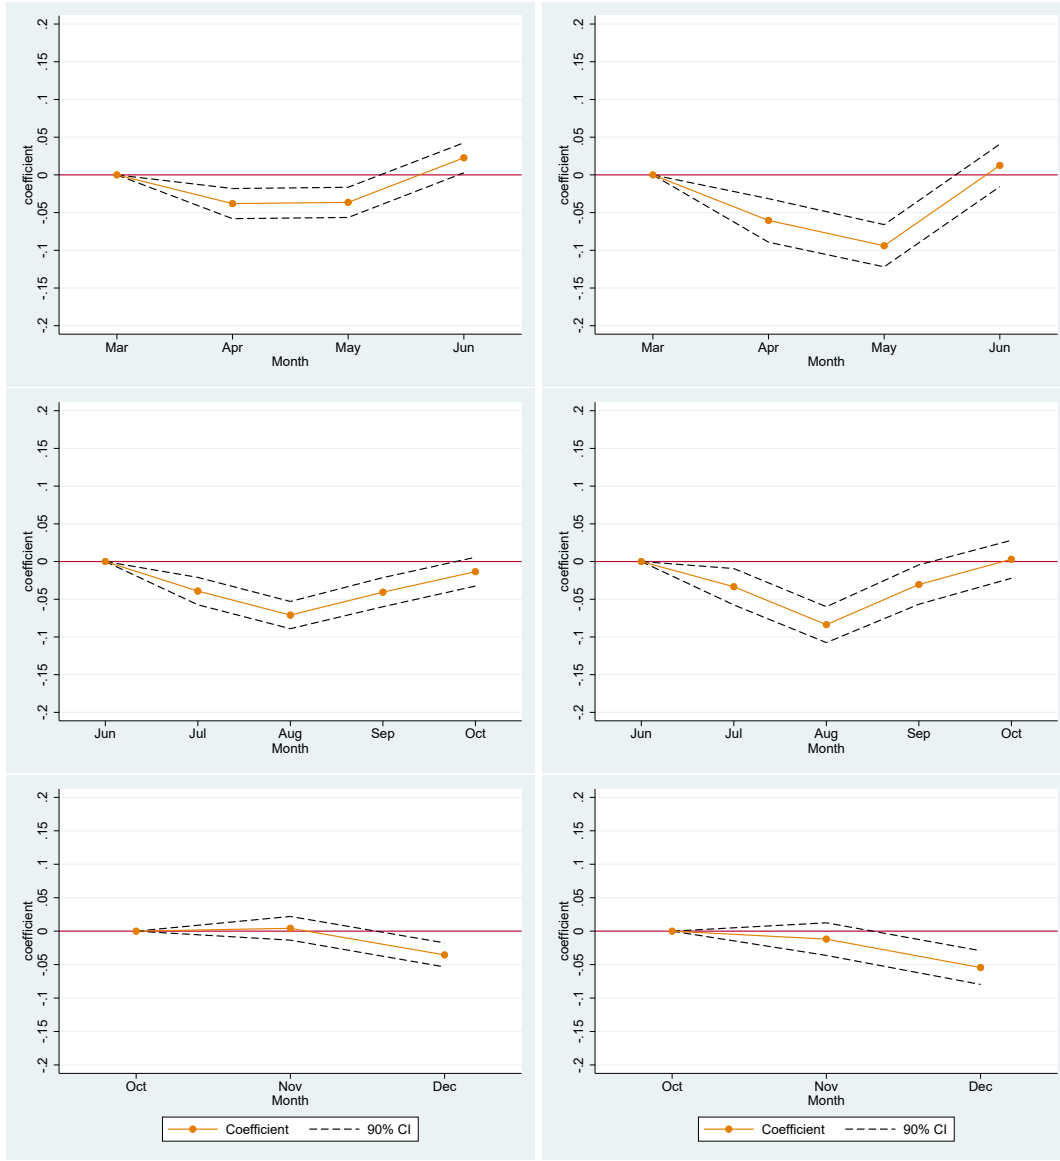 coefficient
.2
.15
.1
.05
0
-.05
-.1
-.15
-.2
Mar Apr May Jun
Month
coefficient
.2
.15
.1
.05
0
-.05
-.1
-.15
-.2
Mar Apr May Jun
Month
coefficient
.2
.15
.1
.05
0
-.05
-.1
-.15
-.2
Jun Jul Aug Sep Oct
Month
coefficient
.2
.15
.1
.05
0
-.05
-.1
-.15
-.2
Jun Jul Aug Sep Oct
Month
coefficient
.2
.15
.1
.05
0
-.05
-.1
-.15
-.2
Oct Nov Dec
Month
Coefficient 90% CI
coefficient
.2
.15
.1
.05
0
-.05
-.1
-.15
-.2
Oct Nov Dec
Month
Coefficient 90% CI